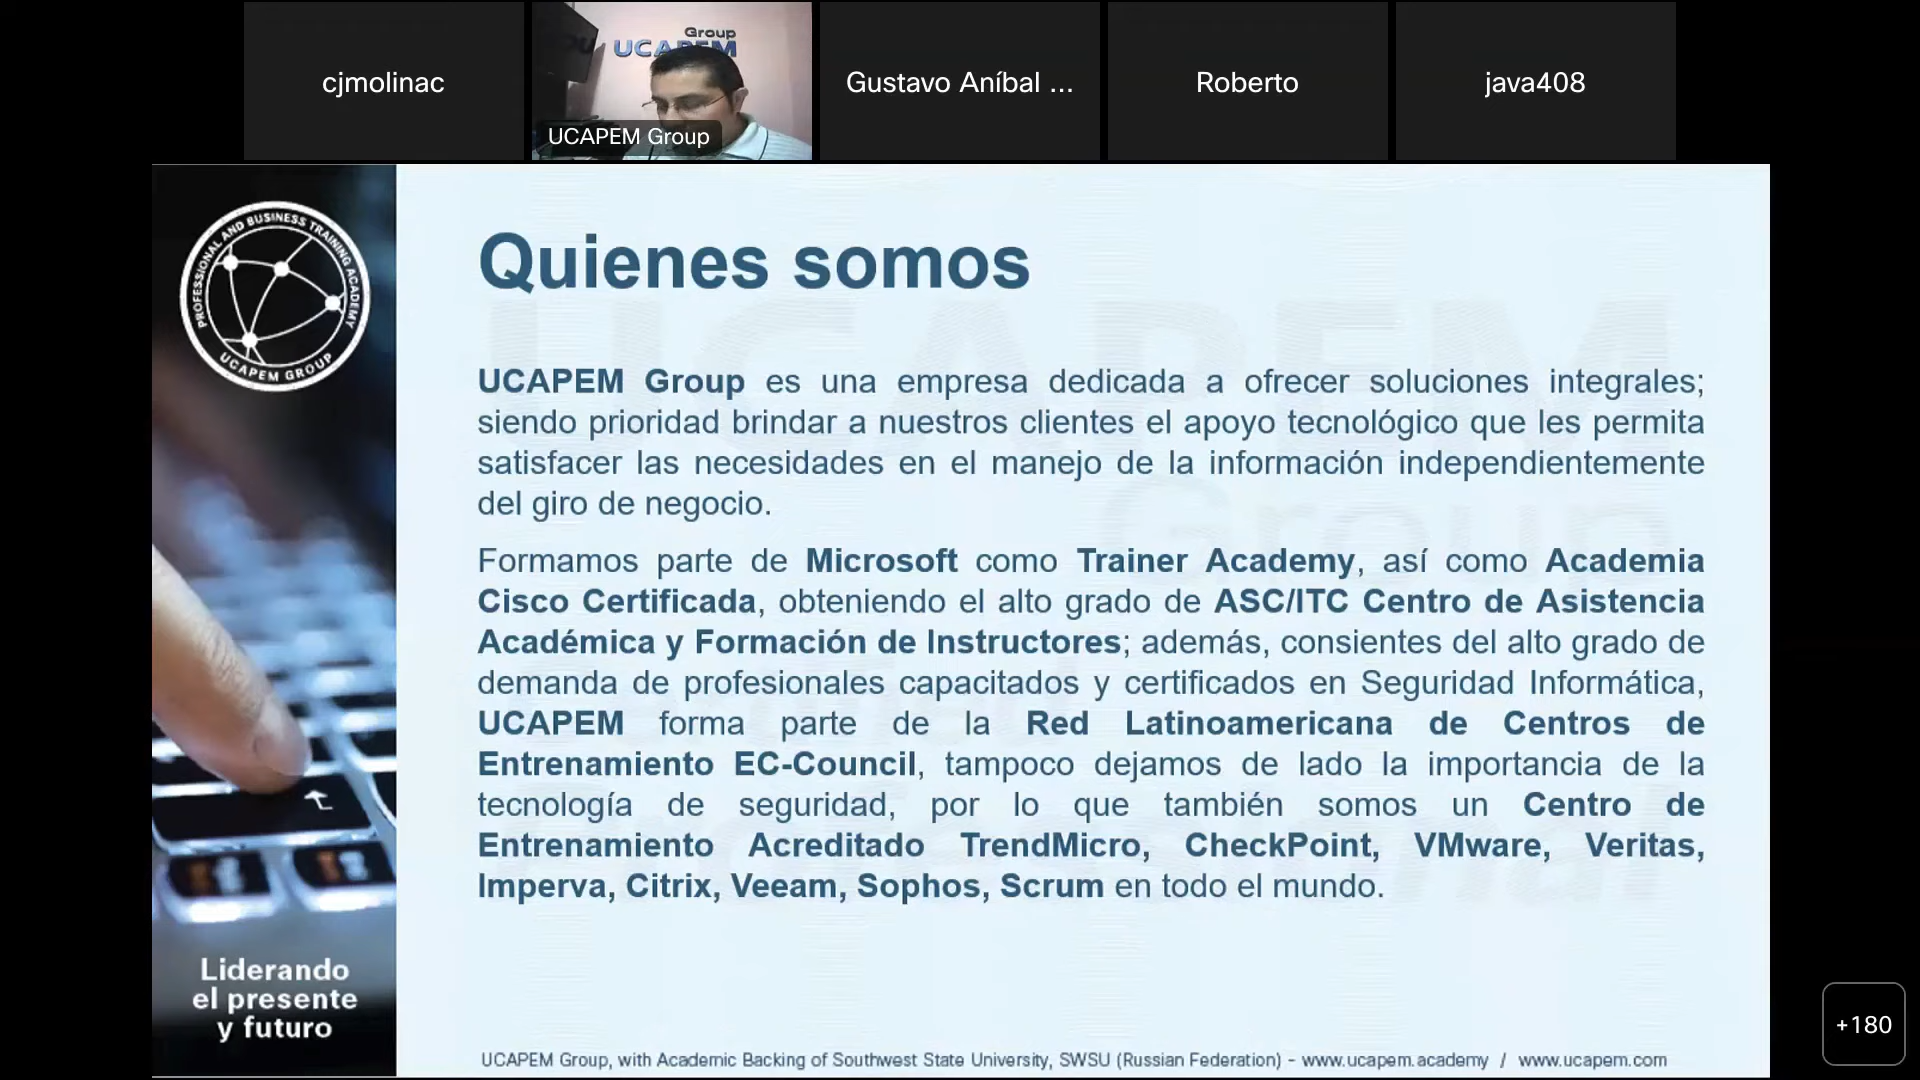 cjmolinac
Group
UCAPEM
UCAPEM Group
Gustavo Aníbal ...
Roberto
java408
PROFESSIONAL AND BUSINESS TRAINING ACADEMY
UCAPEM GROUP
Quienes somos
UCAPEM Group es una empresa dedicada a ofrecer soluciones integrales;
siendo prioridad brindar a nuestros clientes el apoyo tecnológico que les permita
satisfacer las necesidades en el manejo de la información independientemente
del giro de negocio.
Formamos parte de Microsoft como Trainer Academy, así como Academia
Cisco Certificada, obteniendo el alto grado de ASC/ITC Centro de Asistencia
Académica y Formación de Instructores; además, consientes del alto grado de
demanda de profesionales capacitados y certificados en Seguridad Informática,
UCAPEM forma parte de la Red Latinoamericana de Centros de
Entrenamiento EC-Council, tampoco dejamos de lado la importancia de la
tecnología de seguridad, por lo que también somos un Centro de
Entrenamiento Acreditado TrendMicro, CheckPoint, VMware, Veritas,
Imperva, Citrix, Veeam, Sophos, Scrum en todo el mundo.
Liderando
el presente
y futuro
UCAPEM Group, with Academic Backing of Southwest State University, SWSU (Russian Federation) - www.ucapem.academy / www.ucapem.com
+180